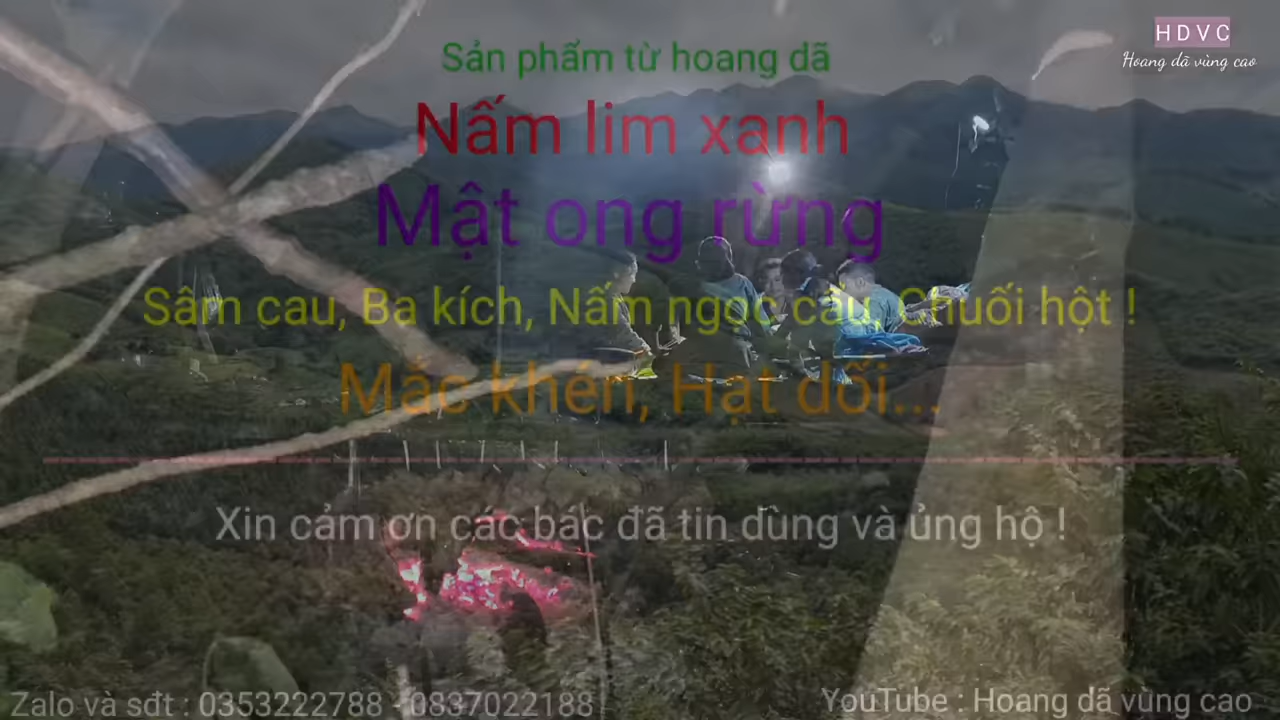 H D V C
Hoang dã vùng cao
Sản phẩm từ hoang dã
Nấm lim xanh
Mật ong rừng
Sâm cau, Ba kích, Nấm ngọc cẩu, Chuối hột !
Mắc khén, Hạt dổi...
Xin cảm ơn các bác đã tin dùng và ủng hộ !
Zalo và sđt : 0353222788 - 0837022188
YouTube : Hoang dã vùng cao